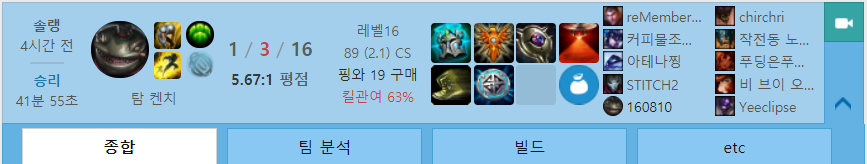 솔랭
4시간 전
승리
41분 55초
탐 켄치
1 / 3 / 16
5.67:1 평점
레벨16
89 (2.1) CS
핑와 19 구매
킬관여 63%
reMember...
커피물조...
아테나찡
STITCH2
160810
chirchri
작전동 노...
푸딩은푸...
비 브이 오...
Yeeclipse
종합
팀 분석
빌드
etc